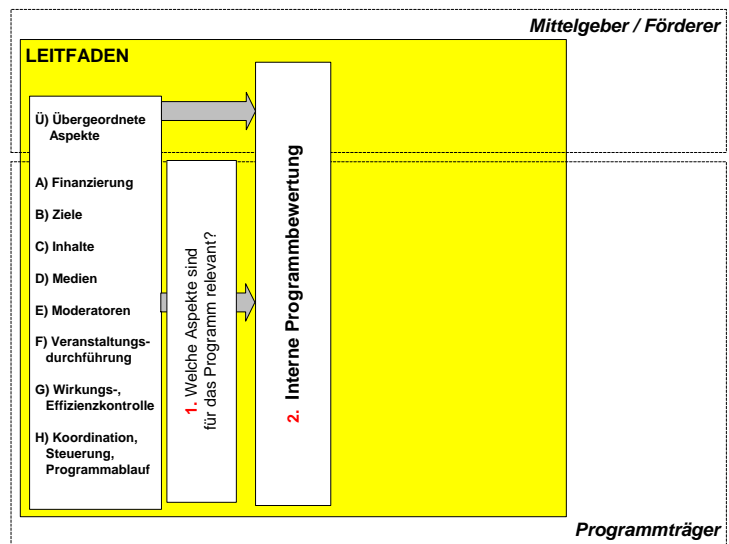 Mittelgeber / Förderer
LEITFADEN
Ü) Übergeordnete
Aspekte
A) Finanzierung
B) Ziele
C) Inhalte
D) Medien
E) Moderatoren
F) Veranstaltungs-
durchführung
G) Wirkungs-,
Effizienzkontrolle
H) Koordination,
Steuerung,
Programmablauf
1. Welche Aspekte sind
für das Programm relevant?
2. Interne Programmbewertung
Programmträger